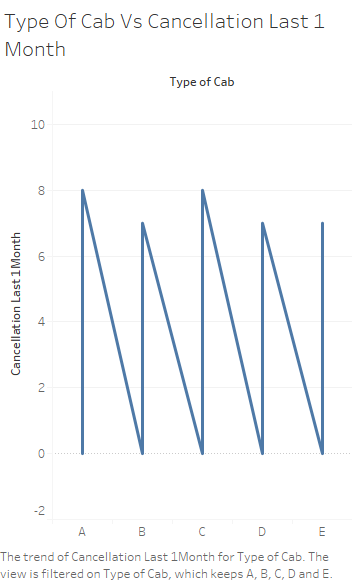 Type Of Cab Vs Cancellation Last 1
Month
Type of Cab
10
8
6
4
2
0
-2
Cancellation Last 1Month
A B C D E
The trend of Cancellation Last 1Month for Type of Cab. The
view is filtered on Type of Cab, which keeps A, B, C, D and E.